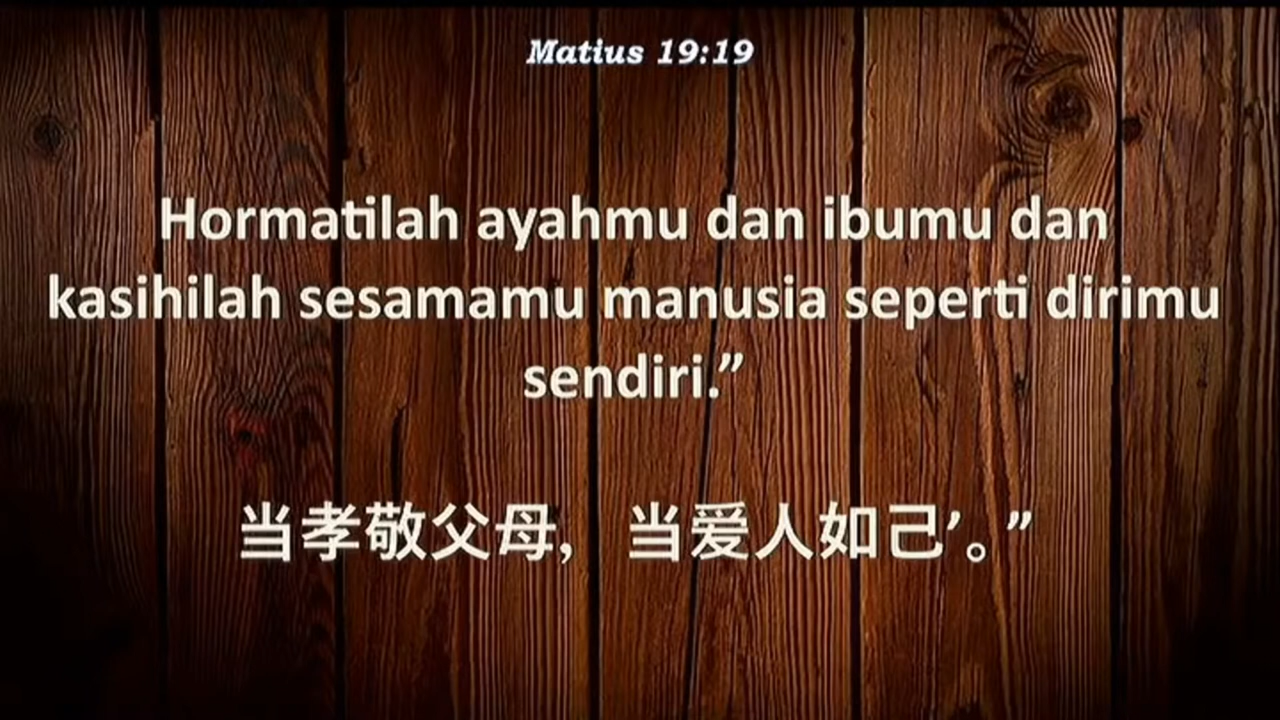 Matius 19:19
Hormatilah ayahmu dan ibumu dan
kasihilah sesamamu manusia seperti dirimu
sendiri.”
当孝敬父母, 当爱人如己’。”